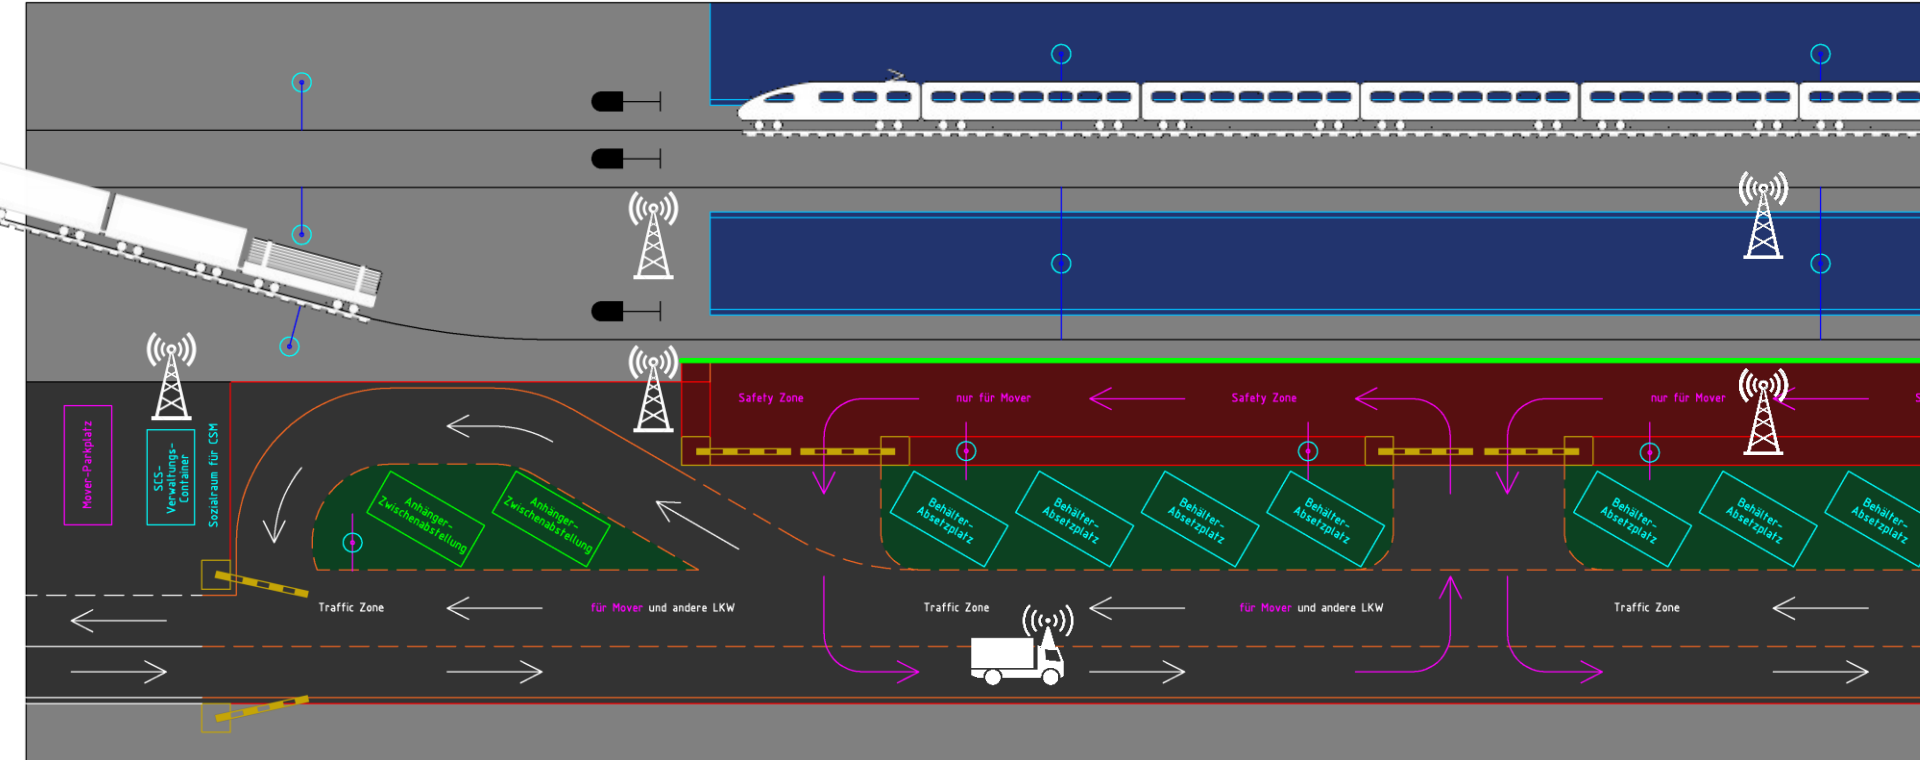 Safety Zone
nur für Mover
Safety Zone
nur für Mover
S
Mover-Parkplatz
SCS-
Verwaltungs-
Container
Sozialraum für CSM
Anhänger-
Zwischenabstellung
Anhänger-
Zwischenabstellung
Behälter-
Absetzplatz
Behälter-
Absetzplatz
Behälter-
Absetzplatz
Behälter-
Absetzplatz
Behälter-
Absetzplatz
Behälter-
Absetzplatz
Behälter-
Absetzplatz
Traffic Zone
für Mover und andere LKW
Traffic Zone
für Mover und andere LKW
Traffic Zone